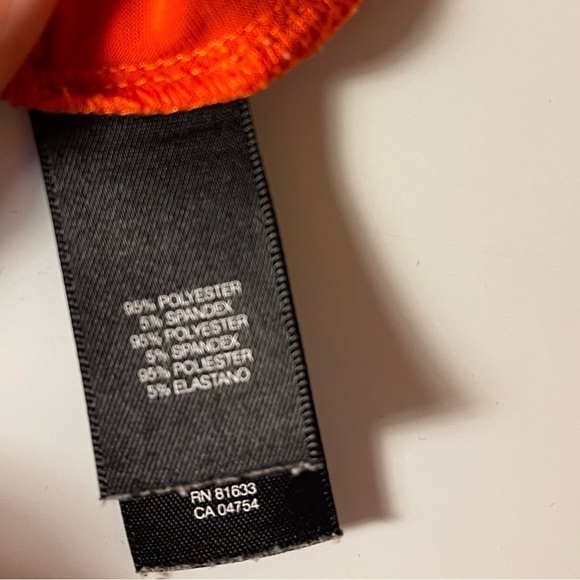 95% POLYESTER
5% SPANDEX
95% POLYESTER
5% SPANDEX
95% POLIESTER
5% ELASTANO
RN 81633
CA 04754